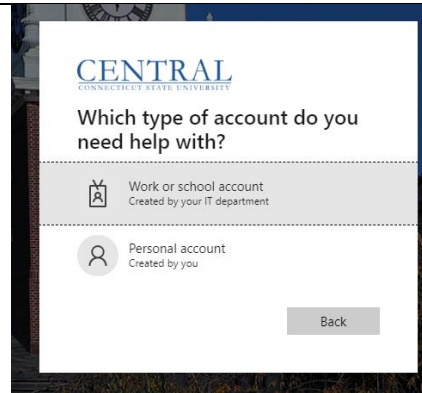 CENTRAL
CONNECTICUT STATE UNIVERSITY
Which type of account do you
need help with?
Work or school account
Created by your IT department
Personal account
Created by you
Back